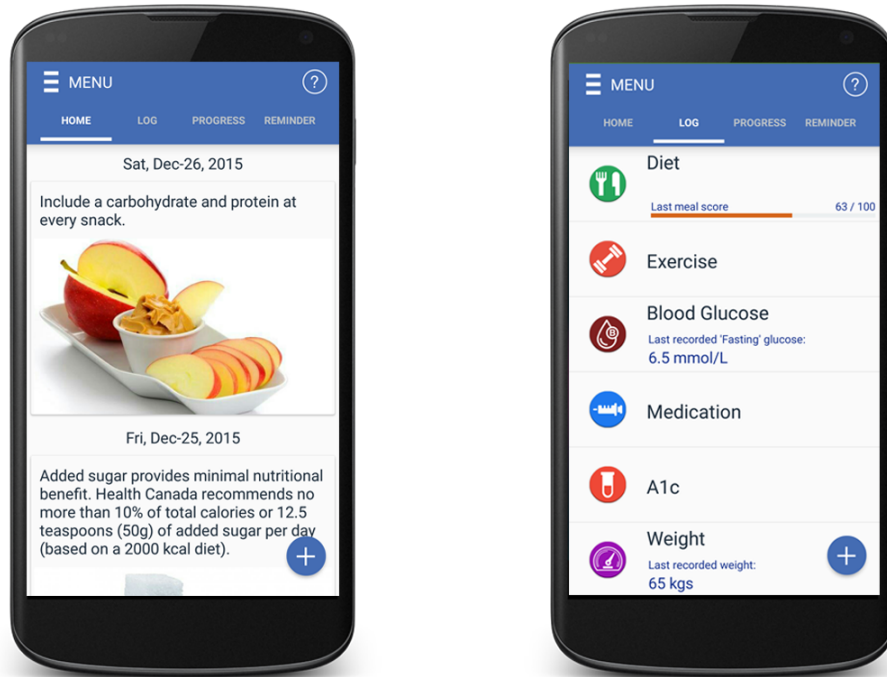 MENU ?
HOME LOG PROGRESS REMINDER
Sat, Dec-26, 2015
Include a carbohydrate and protein at
every snack.
Fri, Dec-25, 2015
Added sugar provides minimal nutritional
benefit. Health Canada recommends no
more than 10% of total calories or 12.5
teaspoons (50g) of added sugar per day
(based on a 2000 kcal diet).
+
MENU ?
HOME LOG PROGRESS REMINDER
Diet
Last meal score 63 / 100
Exercise
B
Blood Glucose
Last recorded 'Fasting' glucose:
6.5 mmol/L
Medication
A1c
Weight
Last recorded weight:
65 kgs
+